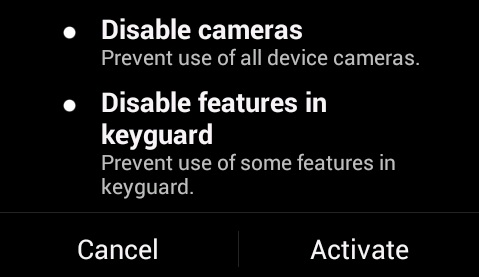 Disable cameras
Prevent use of all device cameras.
Disable features in
keyguard
Prevent use of some features in
keyguard.
Cancel
Activate